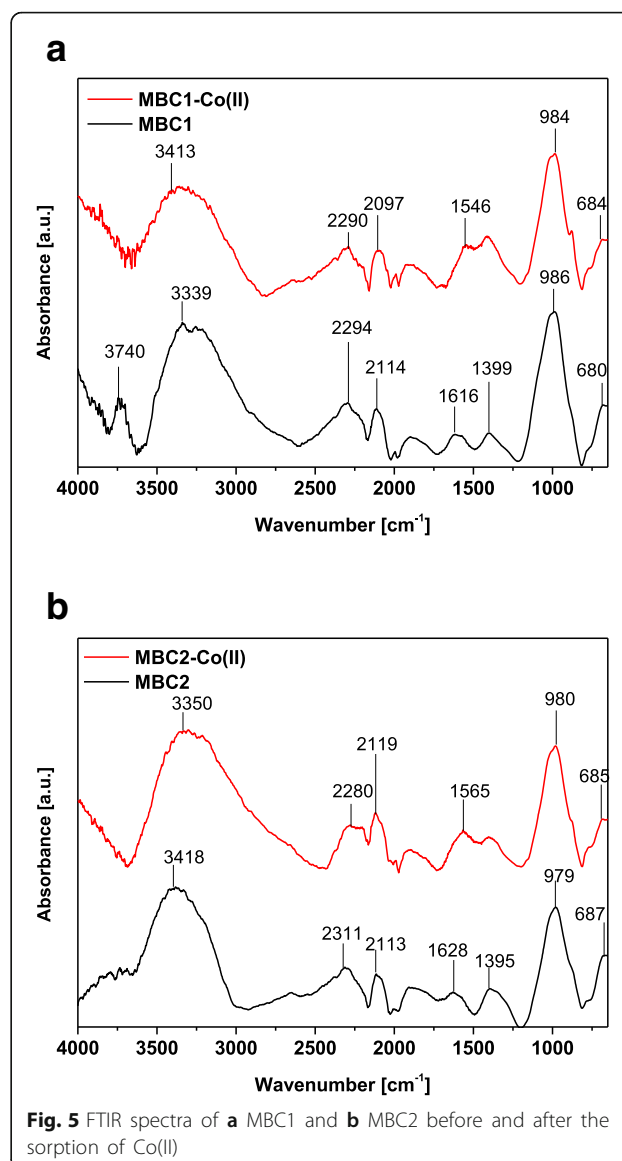 a
MBC1-Co(II)
MBC1
3413
2290
2097
1546
984
684
3740
3339
2294
2114
1616
1399
986
680
Absorbance [a.u.]
4000 3500 3000 2500 2000 1500 1000
Wavenumber [cm⁻¹]
b
MBC2-Co(II)
MBC2
3350
2280
2119
1565
980
685
3418
2311
2113
1628
1395
979
687
Absorbance [a.u.]
4000 3500 3000 2500 2000 1500 1000
Wavenumber [cm⁻¹]
Fig. 5 FTIR spectra of a MBC1 and b MBC2 before and after the
sorption of Co(II)